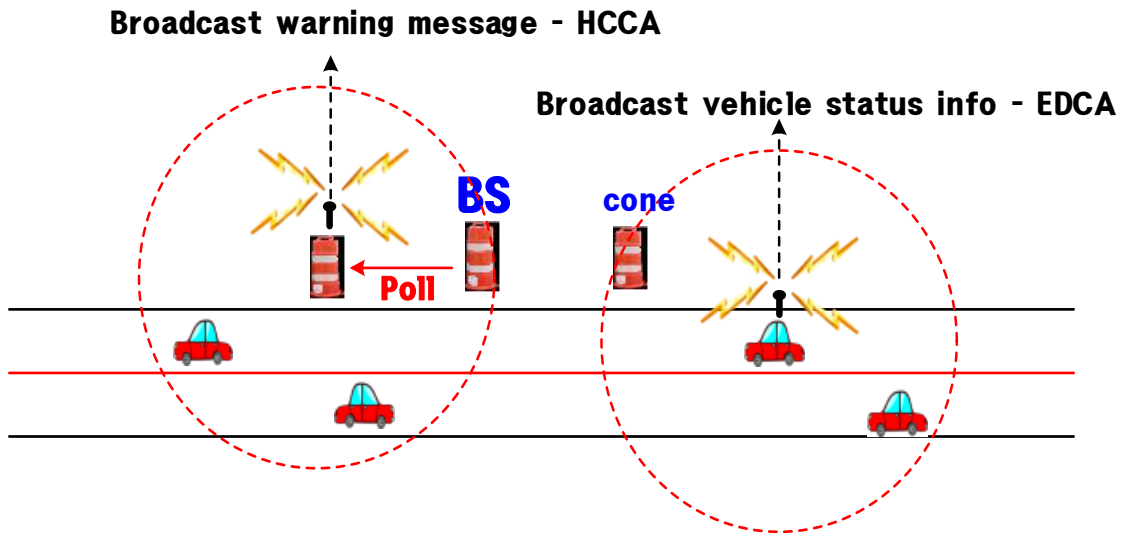 Broadcast warning message - HCCA
Broadcast vehicle status info - EDCA
BS
cone
Poll